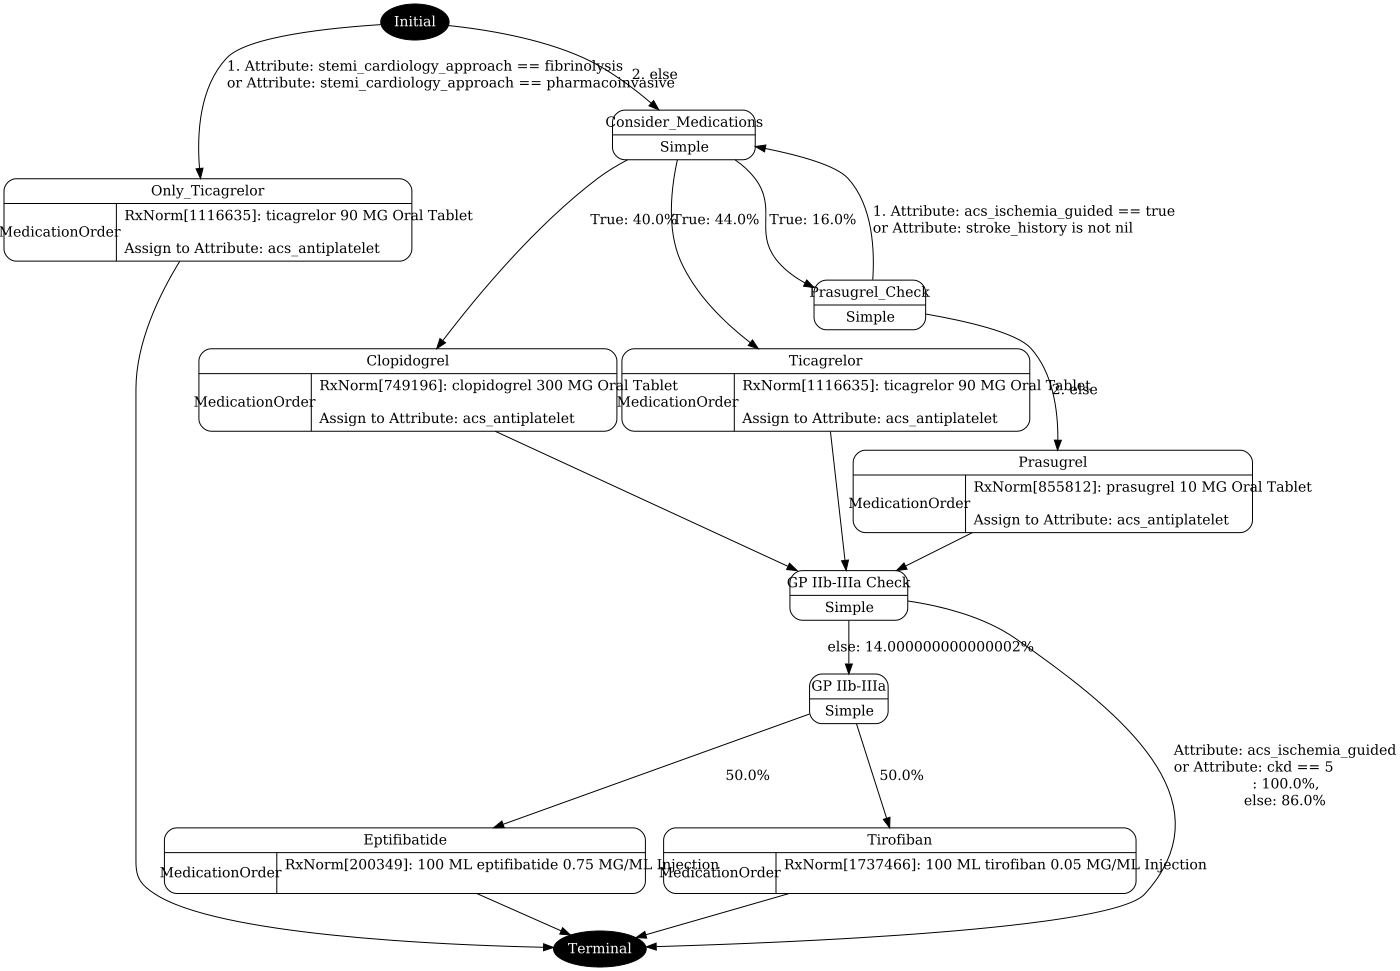 Initial
1. Attribute: stemi_cardiology_approach == fibrinolysis
or Attribute: stemi_cardiology_approach == pharmacoinvasive
2. else
Consider_Medications
Simple
Only_Ticagrelor
MedicationOrder
RxNorm[1116635]: ticagrelor 90 MG Oral Tablet
Assign to Attribute: acs_antiplatelet
True: 40.0%
True: 44.0%
True: 16.0%
1. Attribute: acs_ischemia_guided == true
or Attribute: stroke_history is not nil
Prasugrel_Check
Simple
Clopidogrel
MedicationOrder
RxNorm[749196]: clopidogrel 300 MG Oral Tablet
Assign to Attribute: acs_antiplatelet
Ticagrelor
MedicationOrder
RxNorm[1116635]: ticagrelor 90 MG Oral Tablet
Assign to Attribute: acs_antiplatelet
2. else
Prasugrel
MedicationOrder
RxNorm[855812]: prasugrel 10 MG Oral Tablet
Assign to Attribute: acs_antiplatelet
GP IIb-IIIa Check
Simple
else: 14.000000000000002%
GP IIb-IIIa
Simple
Attribute: acs_ischemia_guided
or Attribute: ckd == 5
: 100.0%,
else: 86.0%
50.0%
50.0%
Eptifibatide
MedicationOrder
RxNorm[200349]: 100 ML eptifibatide 0.75 MG/ML Injection
Tirofiban
MedicationOrder
RxNorm[1737466]: 100 ML tirofiban 0.05 MG/ML Injection
Terminal